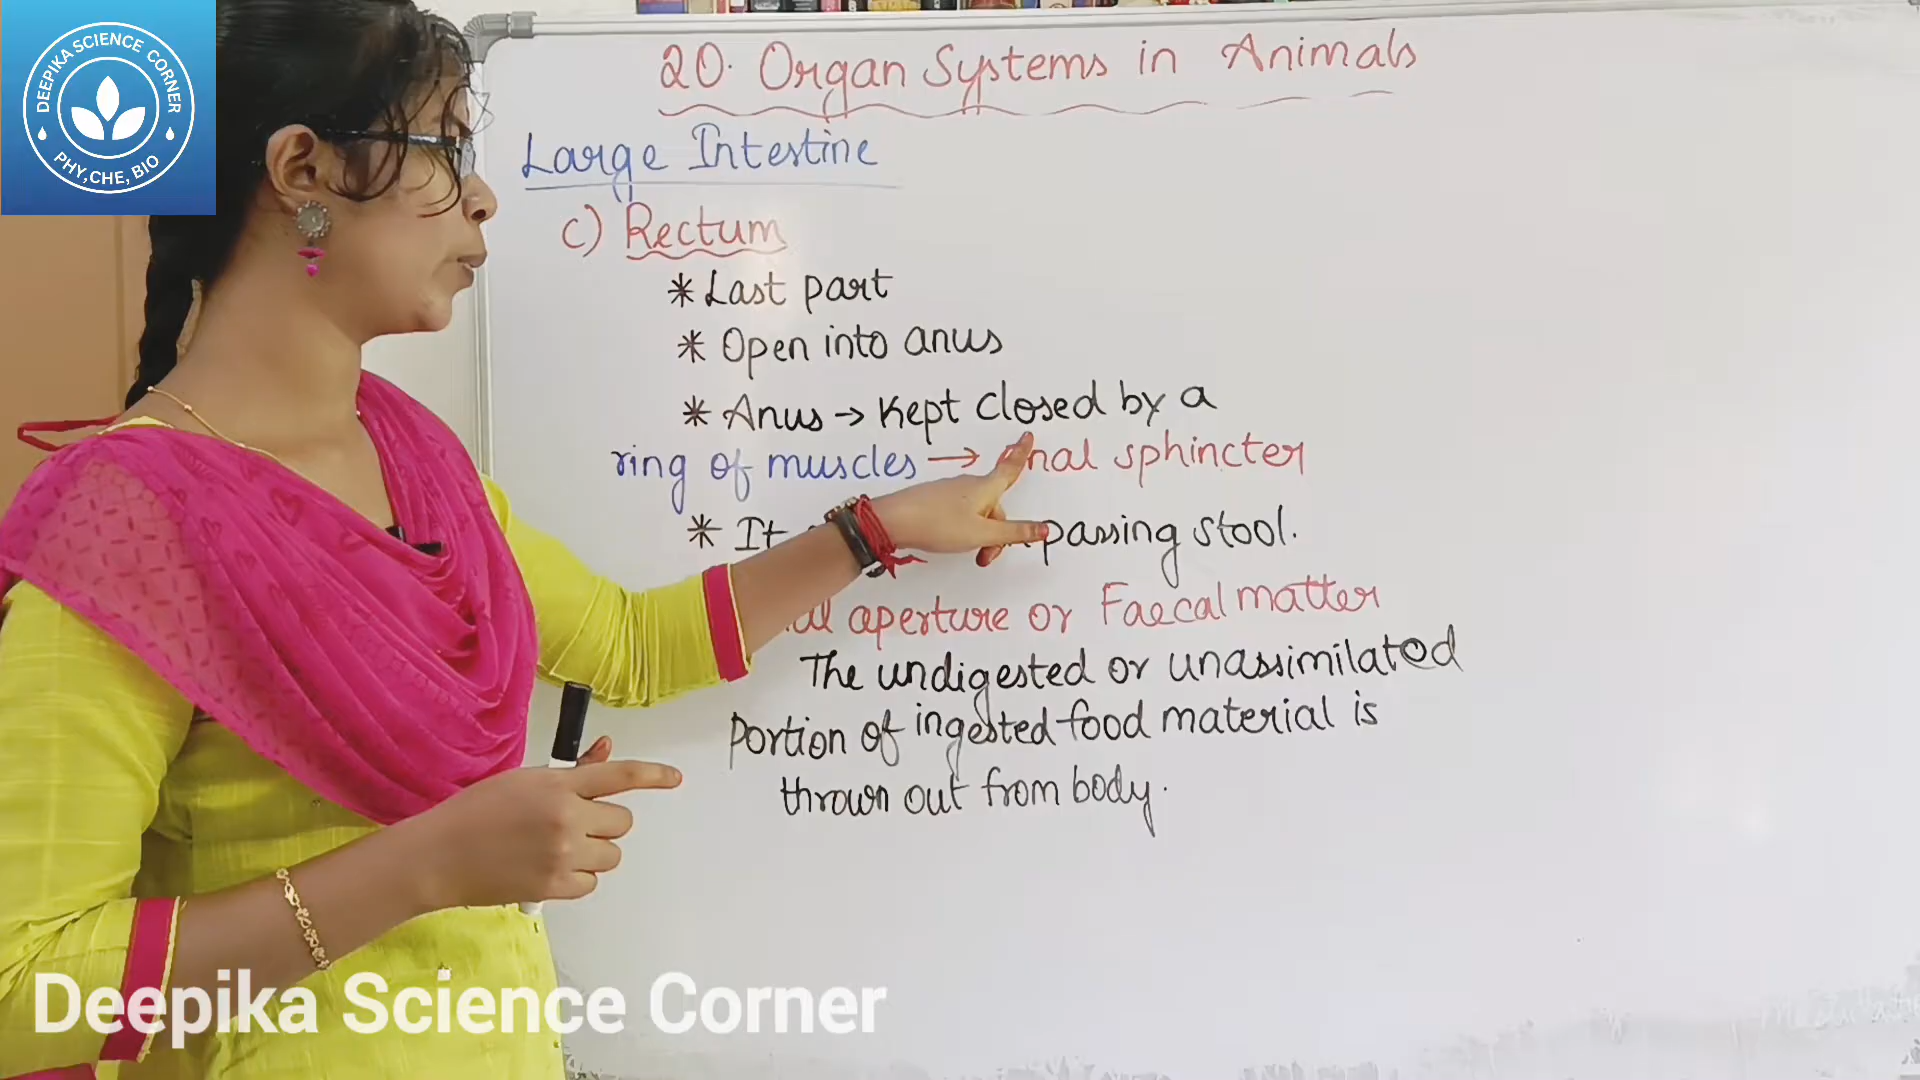 DEEPIKA SCIENCE CORNER
PHY,CHE, BIO
20. Organ Systems in Animals
Large Intestine
c) Rectum
* Last part
* Open into anus
* Anus → Kept closed by a
ring of muscles → anal sphincter
* It passing stool.
aperture or Faecal matter
The undigested or unassimilated
portion of ingested food material is
thrown out from body.
Deepika Science Corner